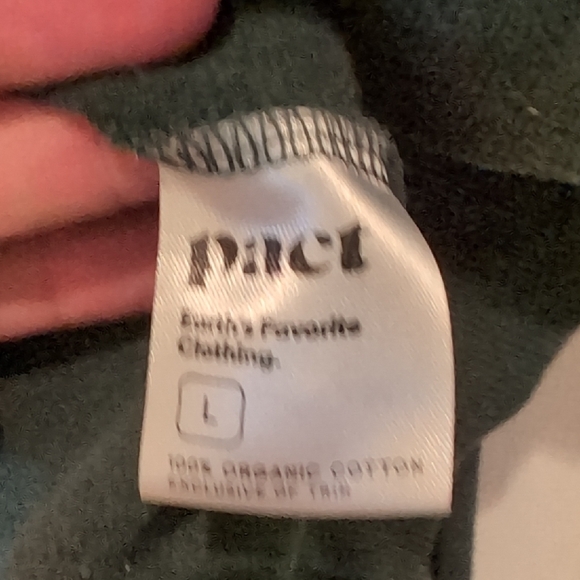 pact
Earth's Favorite
Clothing.
L
100% ORGANIC COTTON
EXCLUSIVE OF TRIM